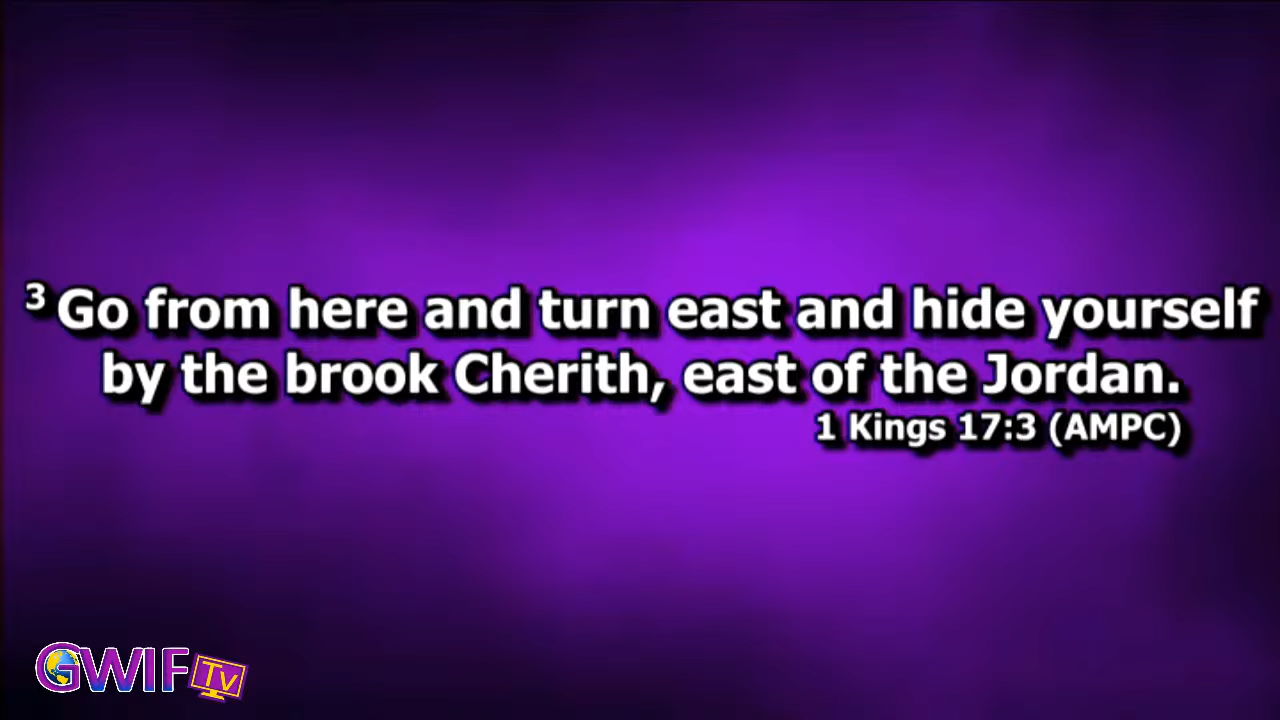 3 Go from here and turn east and hide yourself
by the brook Cherith, east of the Jordan.
1 Kings 17:3 (AMPC)
GWIF Tv